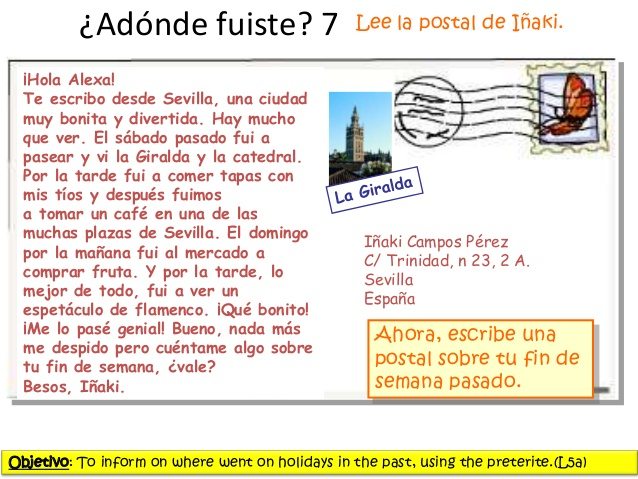 ¿Adónde fuiste? 7
Lee la postal de Iñaki.
¡Hola Alexa!
Te escribo desde Sevilla, una ciudad
muy bonita y divertida. Hay mucho
que ver. El sábado pasado fui a
pasear y vi la Giralda y la catedral.
Por la tarde fui a comer tapas con
mis tíos y después fuimos
a tomar un café en una de las
muchas plazas de Sevilla. El domingo
por la mañana fui al mercado a
comprar fruta. Y por la tarde, lo
mejor de todo, fui a ver un
espetáculo de flamenco. ¡Qué bonito!
¡Me lo pasé genial! Bueno, nada más
me despido pero cuéntame algo sobre
tu fin de semana, ¿vale?
Besos, Iñaki.
La Giralda
Iñaki Campos Pérez
C/ Trinidad, n 23, 2 A.
Sevilla
España
Ahora, escribe una
postal sobre tu fin de
semana pasado.
Objetivo: To inform on where went on holidays in the past, using the preterite.(L5a)